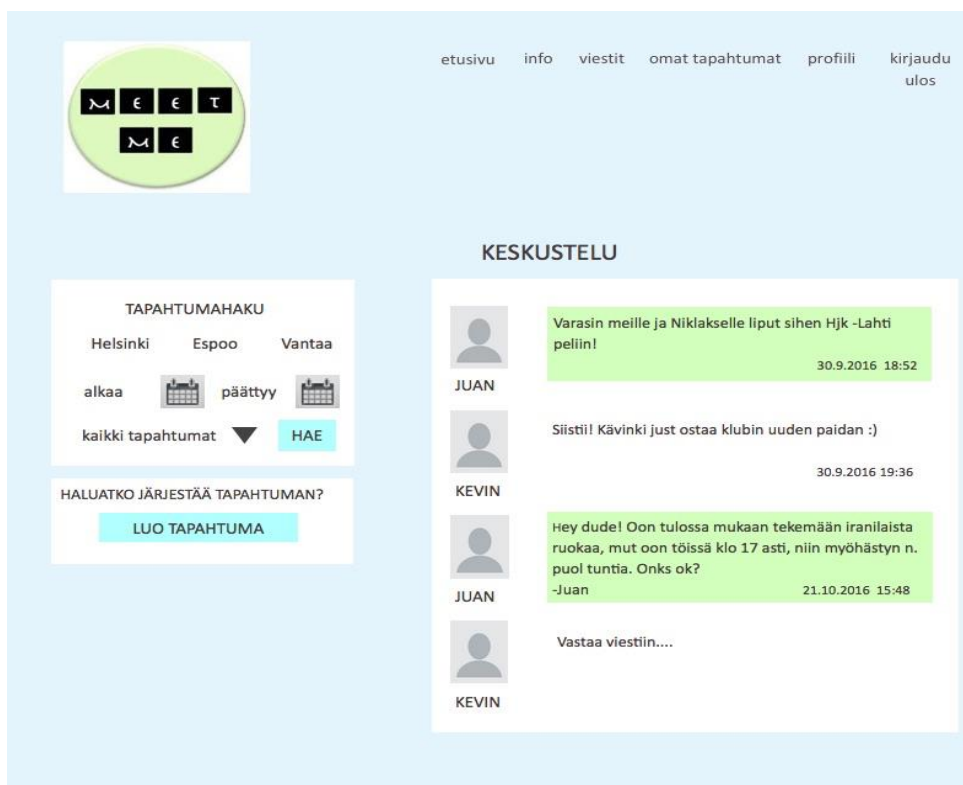 MEET
ME
etusivu info viestit omat tapahtumat profiili kirjaudu
ulos
KESKUSTELU
TAPAHTUMAHAKU
Helsinki Espoo Vantaa
alkaa päättyy
kaikki tapahtumat HAE
HALUATKO JÄRJESTÄÄ TAPAHTUMAN?
LUO TAPAHTUMA
Varasin meille ja Niklakselle liput sihen Hjk -Lahti
peliin!
30.9.2016 18:52
JUAN
Siistii! Kävinki just ostaa klubin uuden paidan :)
30.9.2016 19:36
KEVIN
Hey dude! Oon tulossa mukaan tekemään iranilaista
ruokaa, mut oon töissä klo 17 asti, niin myöhästyn n.
puol tuntia. Onks ok?
-Juan 21.10.2016 15:48
JUAN
Vastaa viestiin....
KEVIN